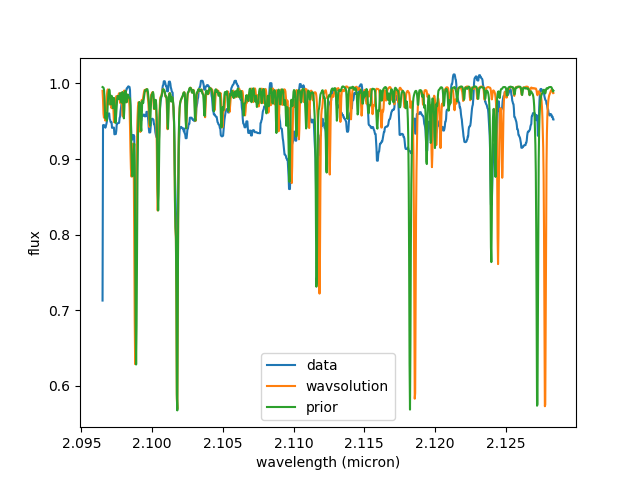 1.0
0.9
0.8
0.7
0.6
flux
data
wavsolution
prior
2.095 2.100 2.105 2.110 2.115 2.120 2.125
wavelength (micron)